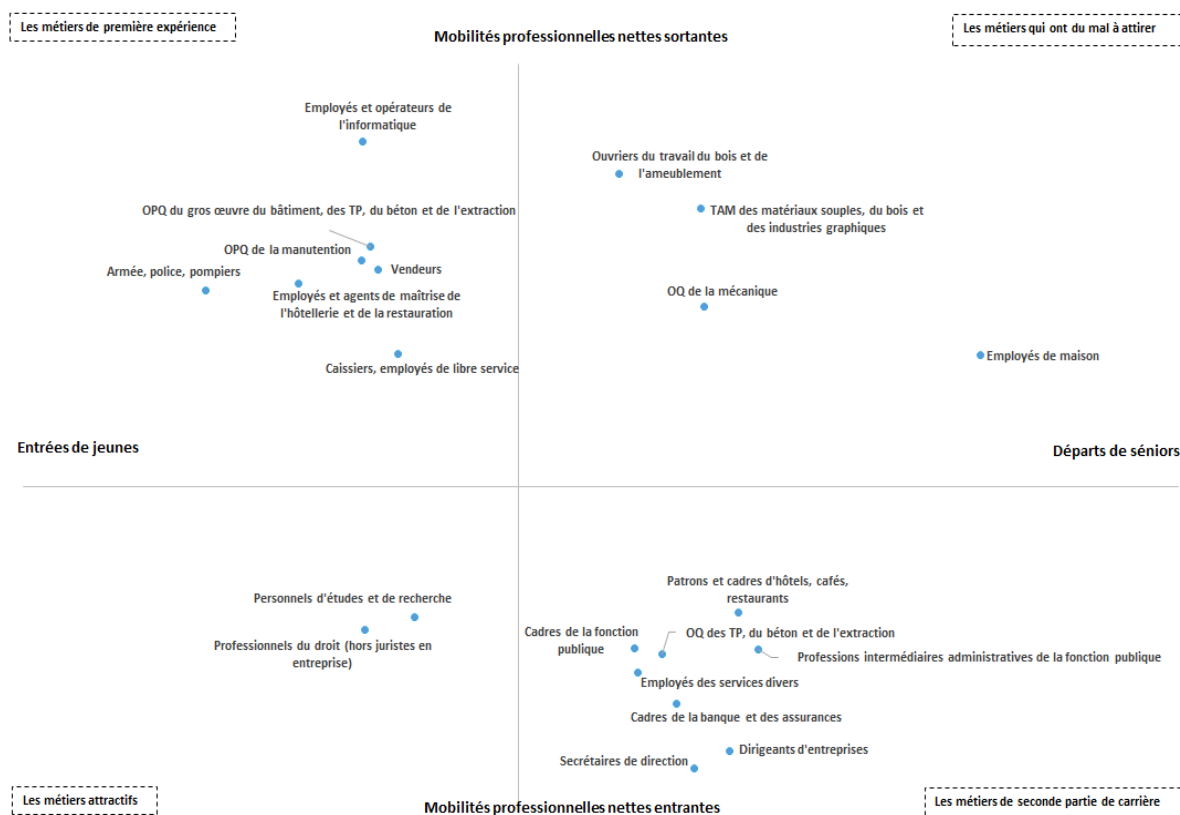 Les métiers de première expérience
Les métiers qui ont du mal à attirer
Mobilités professionnelles nettes sortantes
Employés et opérateurs de
l'informatique
Ouvriers du travail du bois et de
l'ameublement
OPQ du gros œuvre du bâtiment, des TP, du béton et de l'extraction
TAM des matériaux souples, du bois et
des industries graphiques
OPQ de la manutention
Vendeurs
Armée, police, pompiers
Employés et agents de maîtrise de
l'hôtellerie et de la restauration
OQ de la mécanique
Employés de maison
Caissiers, employés de libre service
Entrées de jeunes
Départs de séniors
Personnels d'études et de recherche
Professionnels du droit (hors juristes en
entreprise)
Patrons et cadres d'hôtels, cafés,
restaurants
Cadres de la fonction
publique
OQ des TP, du béton et de l'extraction
Professions intermédiaires administratives de la fonction publique
Employés des services divers
Cadres de la banque et des assurances
Dirigeants d'entreprises
Secrétaires de direction
Les métiers attractifs
Mobilités professionnelles nettes entrantes
Les métiers de seconde partie de carrière